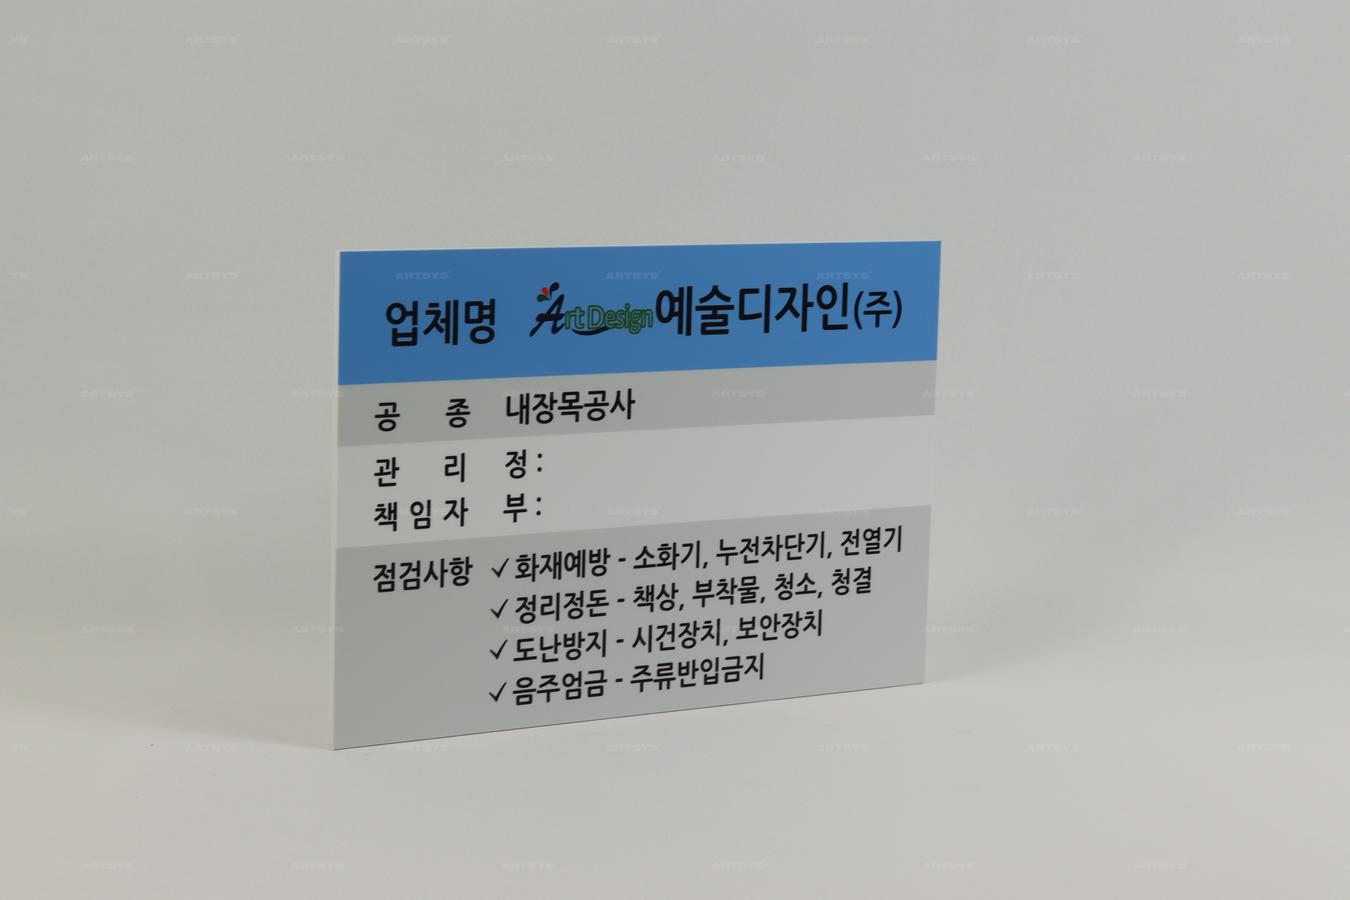 업체명 Art Design 예술디자인(주)
공 종 내장목공사
관 리 정 :
책임자 부 :
점검사항 ✓ 화재예방 - 소화기, 누전차단기, 전열기
✓ 정리정돈 - 책상, 부착물, 청소, 청결
✓ 도난방지 - 시건장치, 보안장치
✓ 음주엄금 - 주류반입금지
ARTSYS